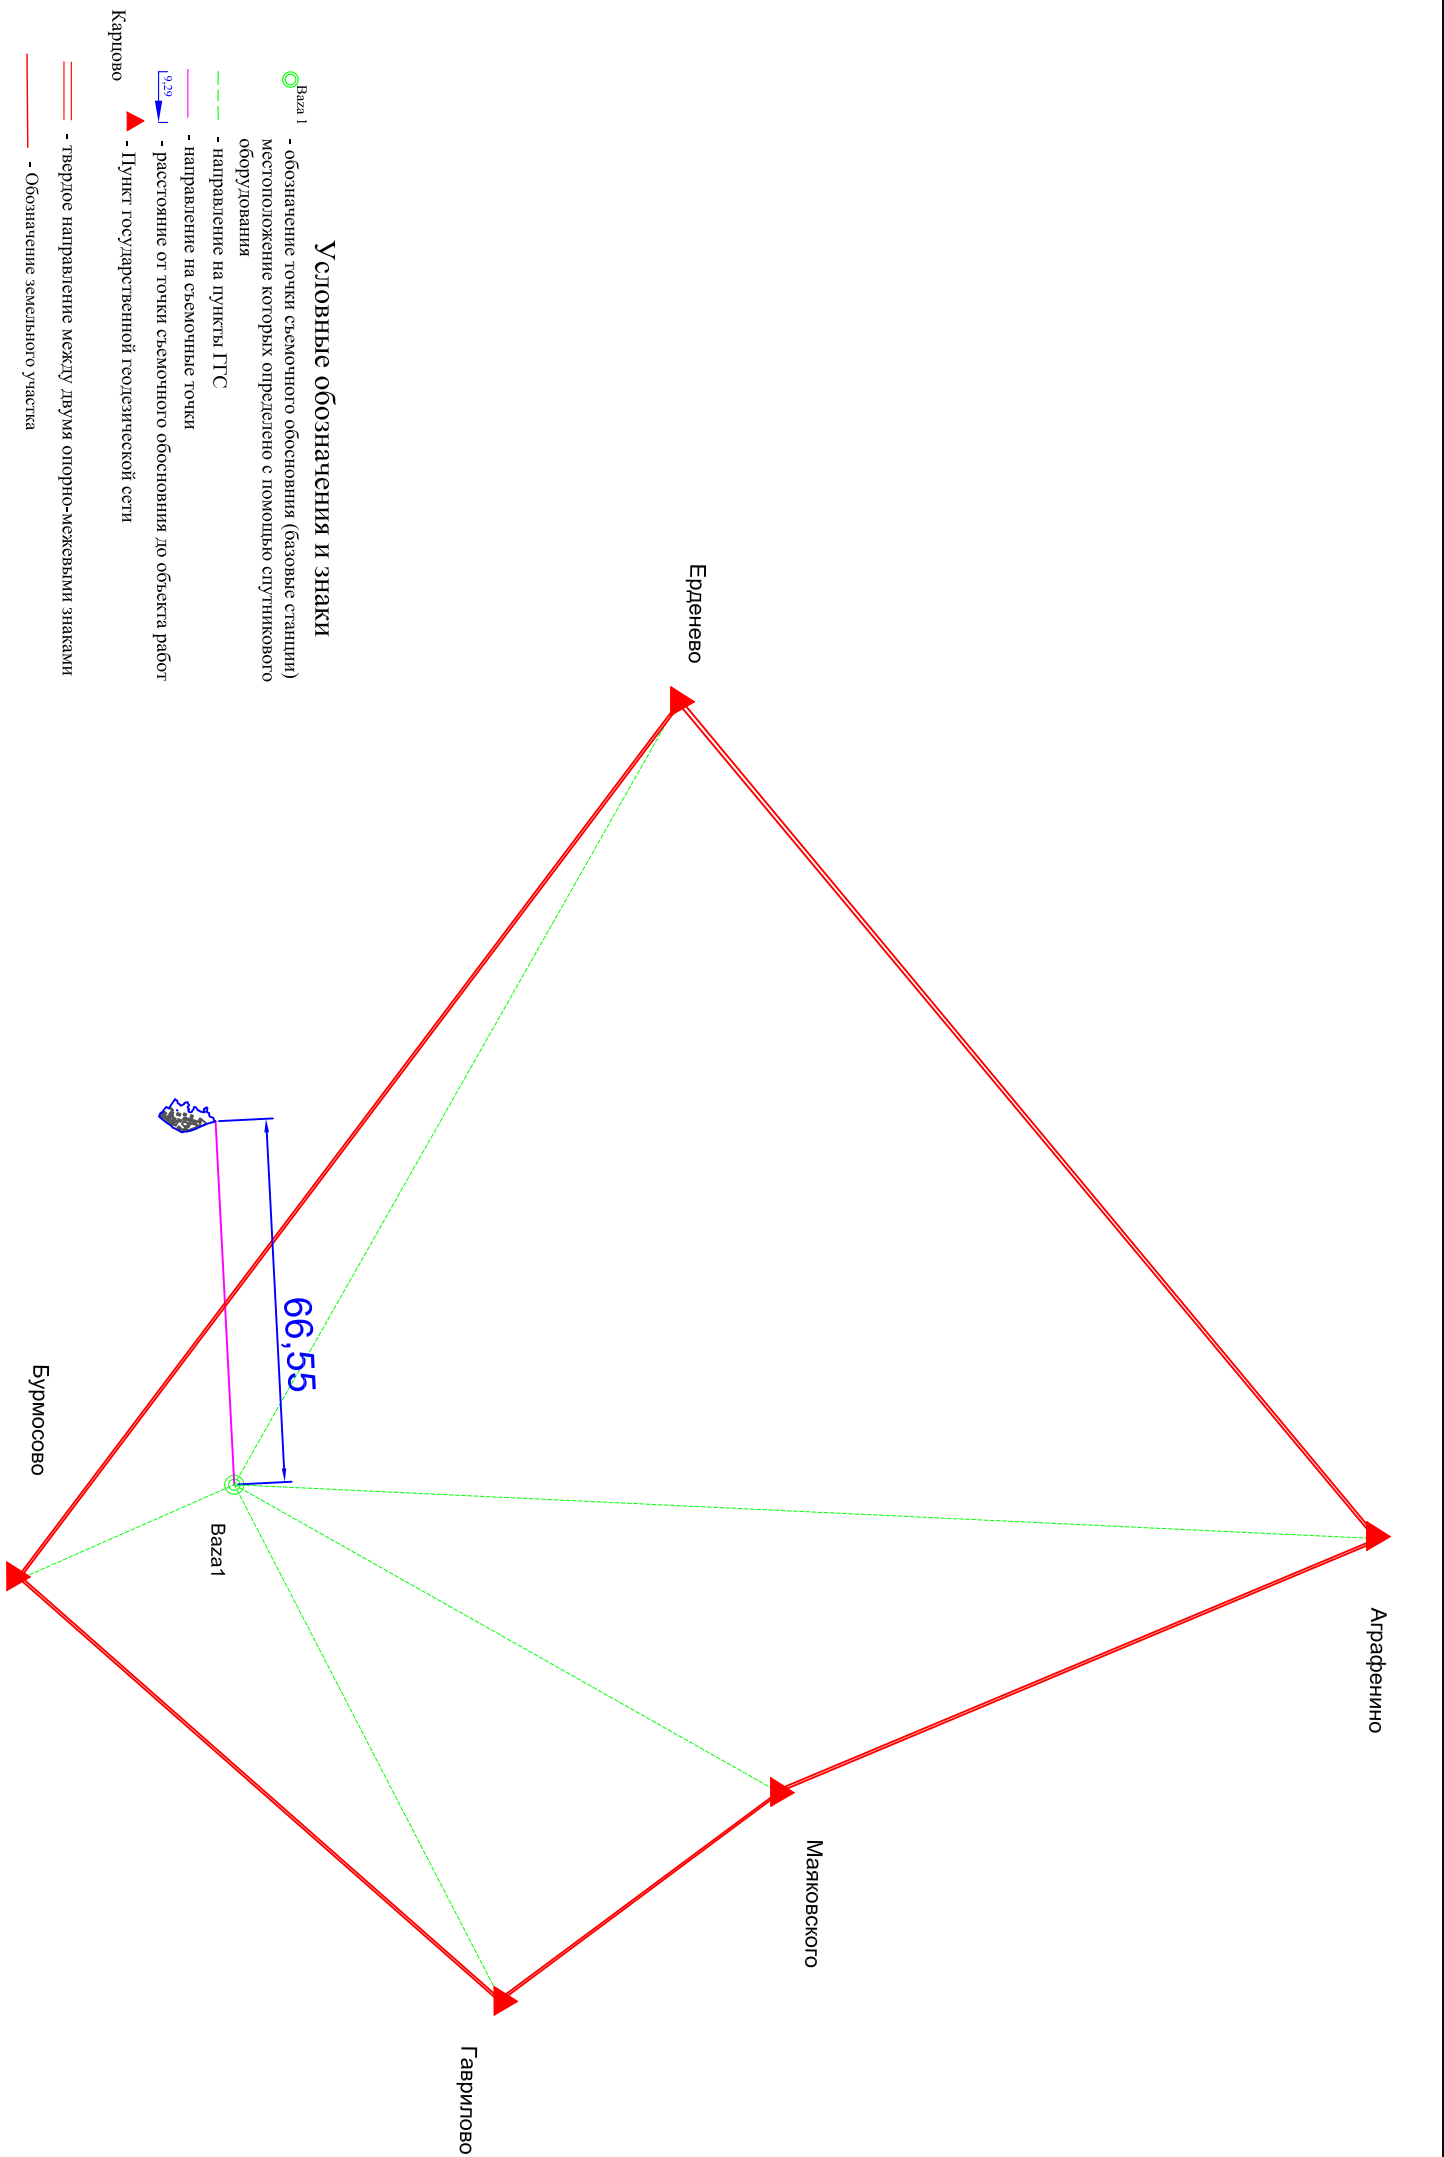 Аграфенино
Маяковского
Ерденево
Гаврилово
66,55
Baza1
Бурмосово
Условные обозначения и знаки
Baza 1
- обозначение точки съемочного обосновния (базовые станции)
местоположение которых определено с помощью спутникового
оборудования
- направление на пункты ГГС
- направление на съемочные точки
9,29
- расстояние от точки съемочного обосновния до объекта работ
Карцово
- Пункт государственной геодезической сети
- твердое направление между двумя опорно-межевыми знаками
- Обозначение земельного участка